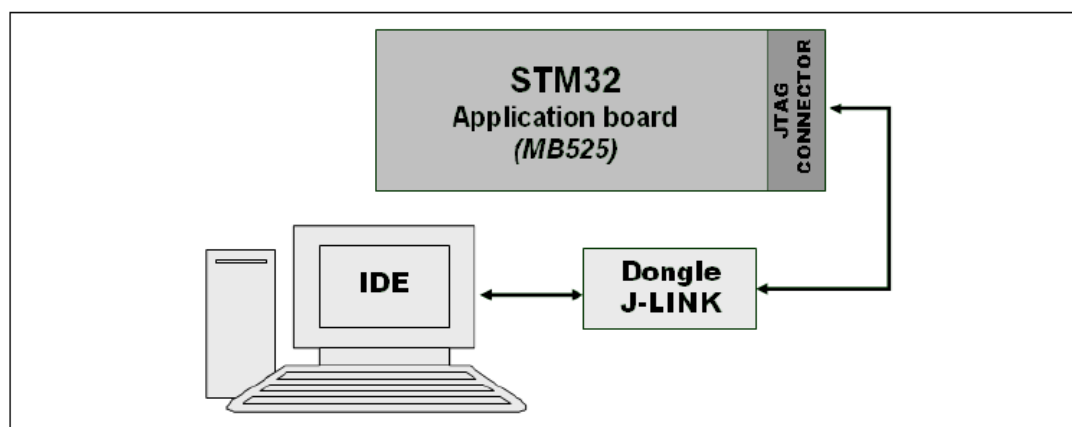 STM32
Application board
(MB525)
JTAG
CONNECTOR
IDE
Dongle
J-LINK